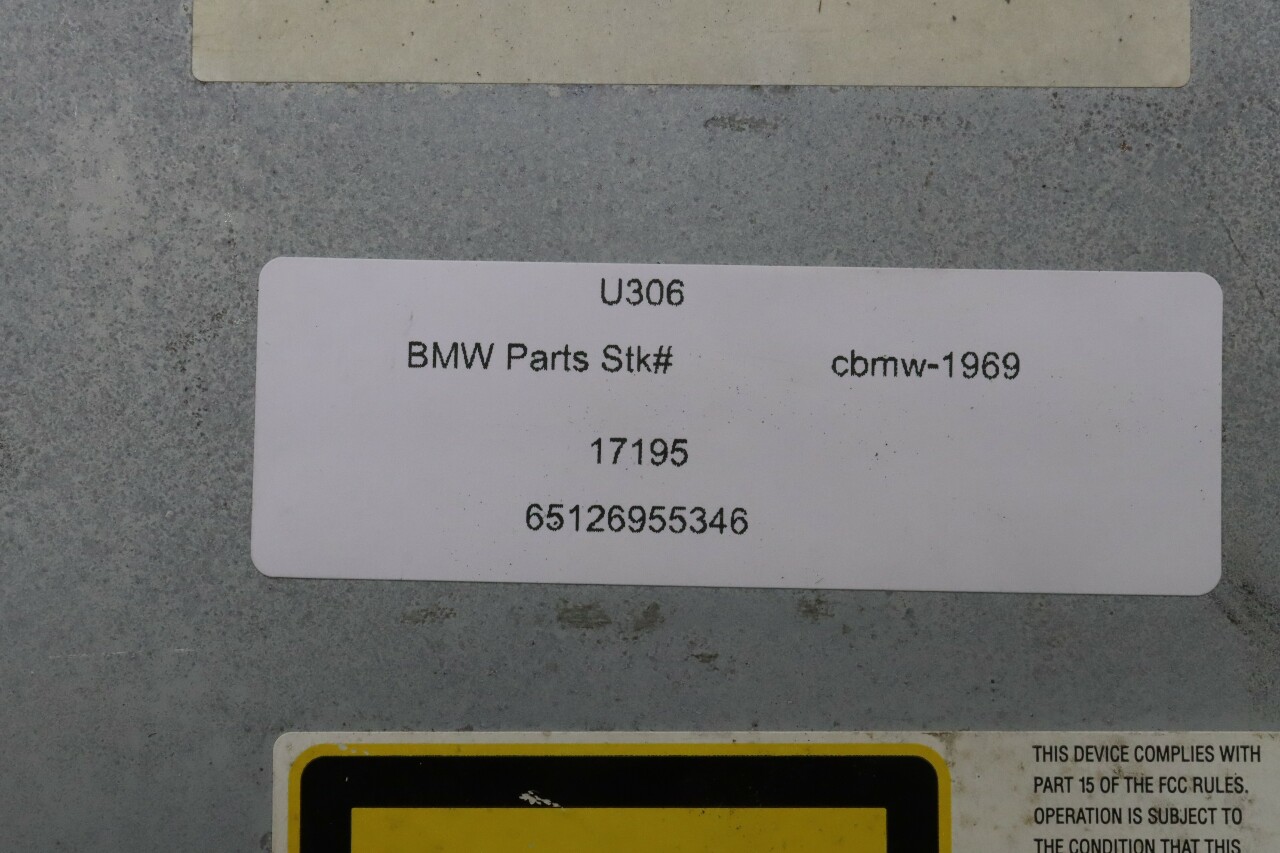 U306
BMW Parts Stk# cbmw-1969
17195
65126955346
THIS DEVICE COMPLIES WITH
PART 15 OF THE FCC RULES.
OPERATION IS SUBJECT TO
THE CONDITION THAT THIS